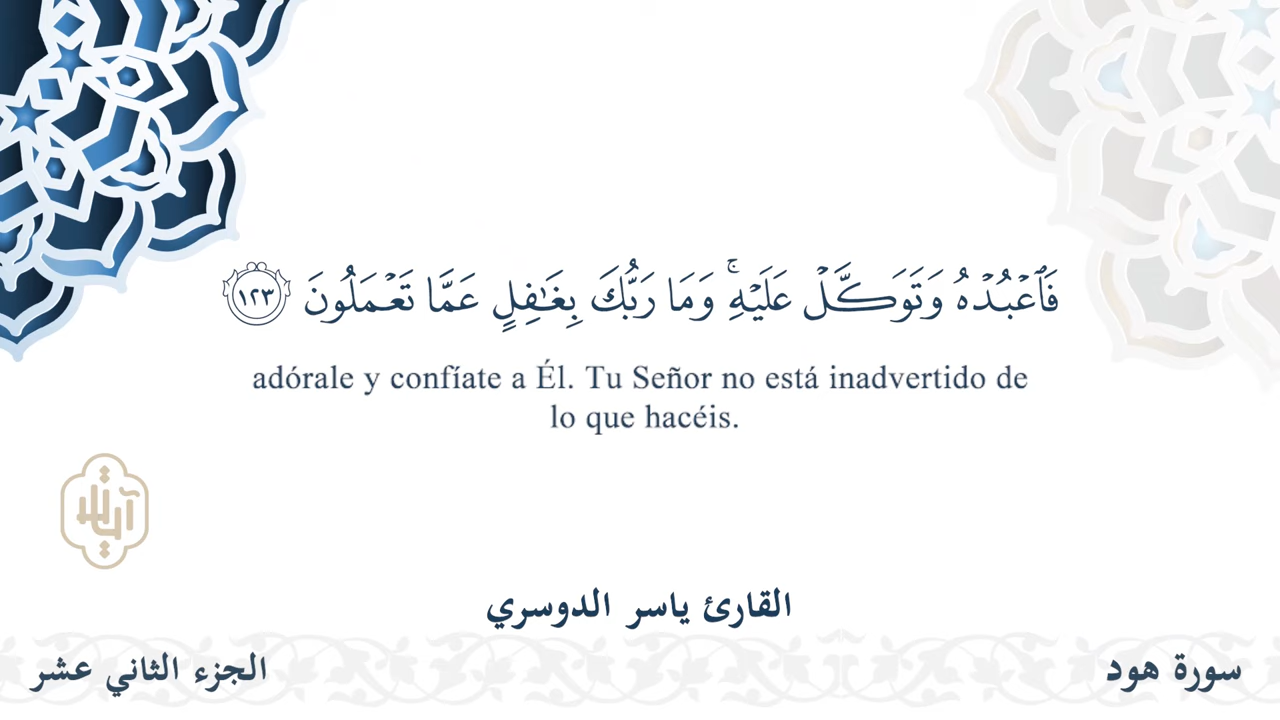 فَٱعۡبُدۡهُ وَتَوَكَّلۡ عَلَيۡهِۚ وَمَا رَبُّكَ بِغَٰفِلٍ عَمَّا تَعۡمَلُونَ ١٢٣
adórale y confíate a Él. Tu Señor no está inadvertido de
lo que hacéis.
القارئ ياسر الدوسري
سورة هود
الجزء الثاني عشر